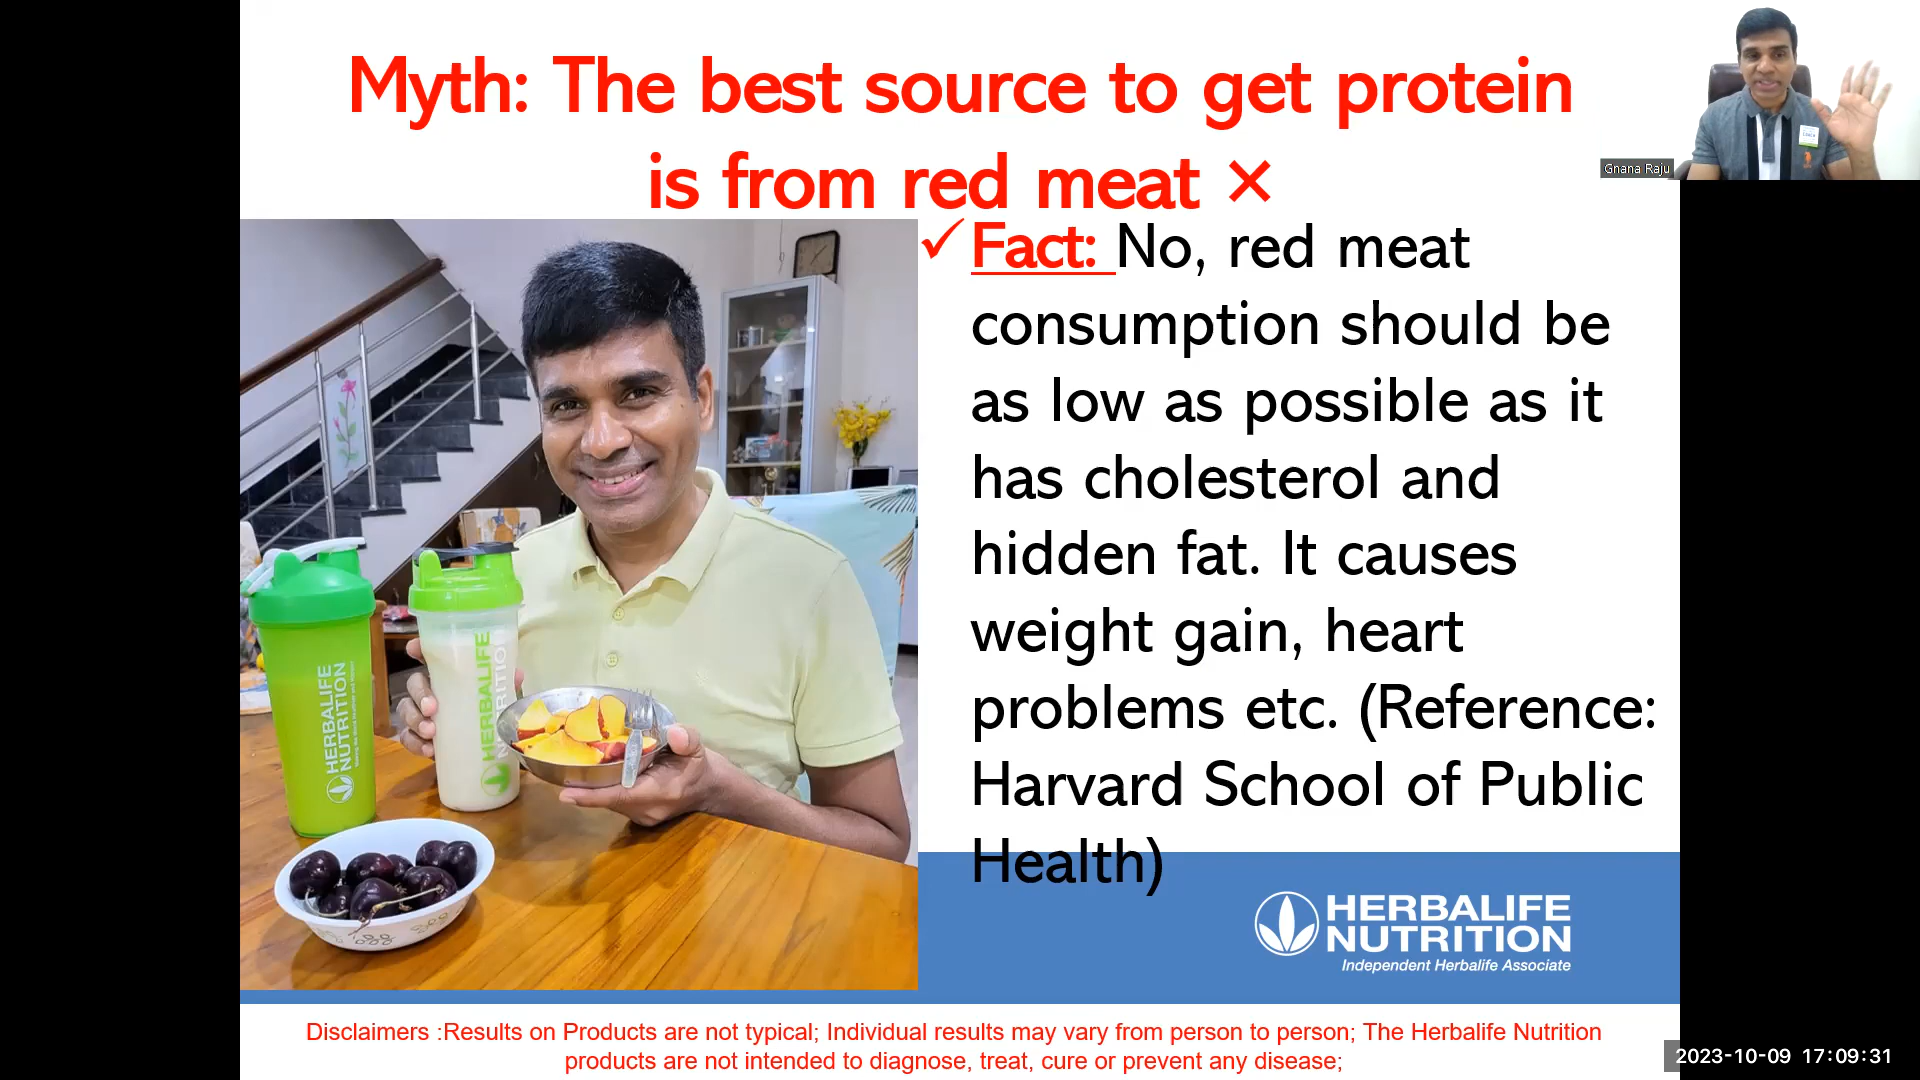 Myth: The best source to get protein
is from red meat ×
Gnana Raju
✓Fact: No, red meat
consumption should be
as low as possible as it
has cholesterol and
hidden fat. It causes
weight gain, heart
problems etc. (Reference:
Harvard School of Public
Health)
HERBALIFE
NUTRITION
HERBALIFE
NUTRITION
HERBALIFE
NUTRITION
Independent Herbalife Associate
Disclaimers :Results on Products are not typical; Individual results may vary from person to person; The Herbalife Nutrition
products are not intended to diagnose, treat, cure or prevent any disease;
2023-10-09 17:09:31